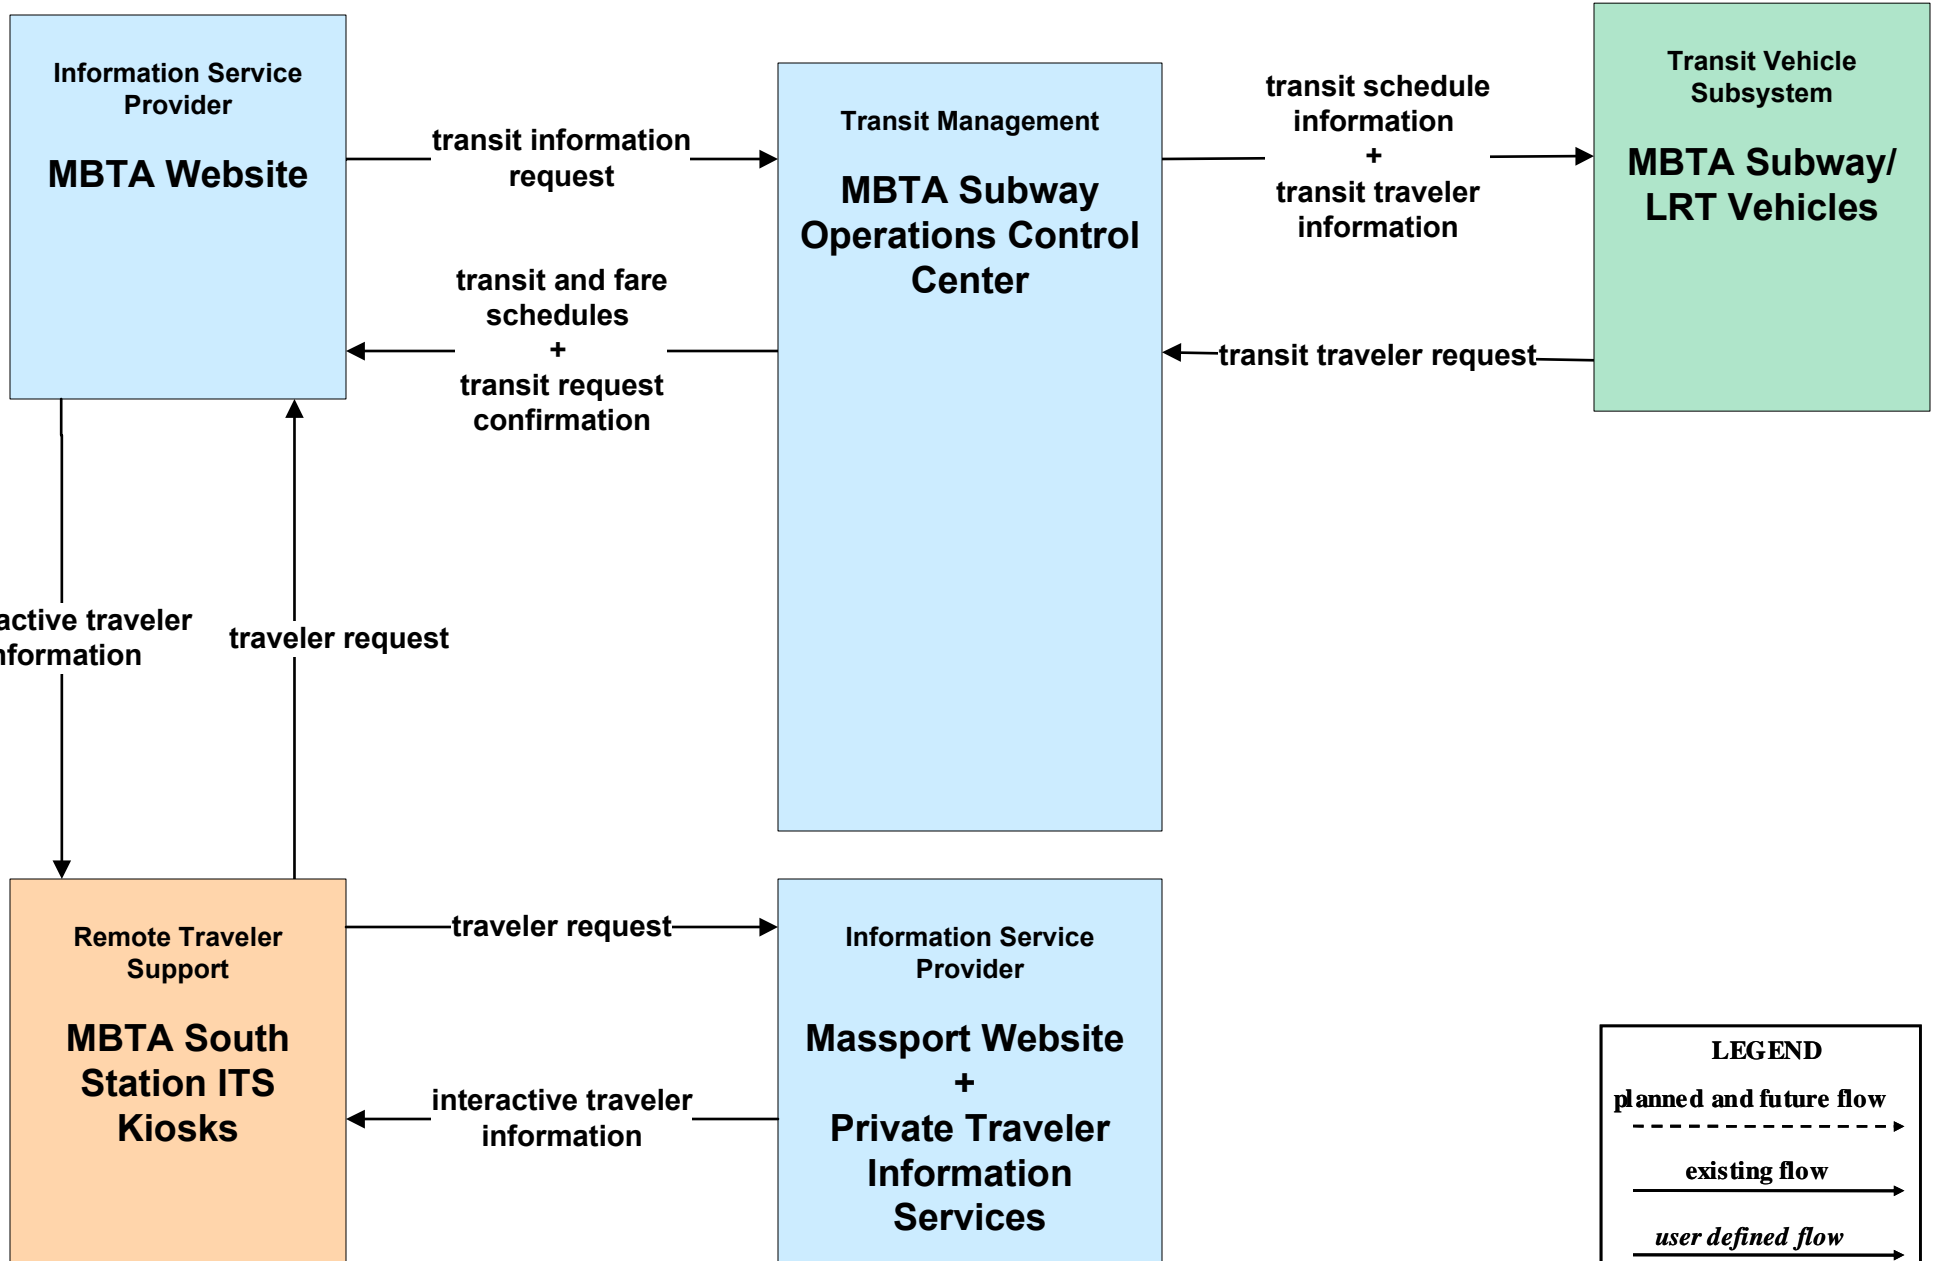 Information Service
Provider
MBTA Website
transit information
request
transit and fare
schedules
+
transit request
confirmation
Transit Management
MBTA Subway
Operations Control
Center
transit schedule
information
+
transit traveler
information
transit traveler request
Transit Vehicle
Subsystem
MBTA Subway/
LRT Vehicles
active traveler
nformation
traveler request
Remote Traveler
Support
MBTA South
Station ITS
Kiosks
traveler request
interactive traveler
information
Information Service
Provider
Massport Website
+
Private Traveler
Information
Services
LEGEND
planned and future flow
existing flow
user defined flow